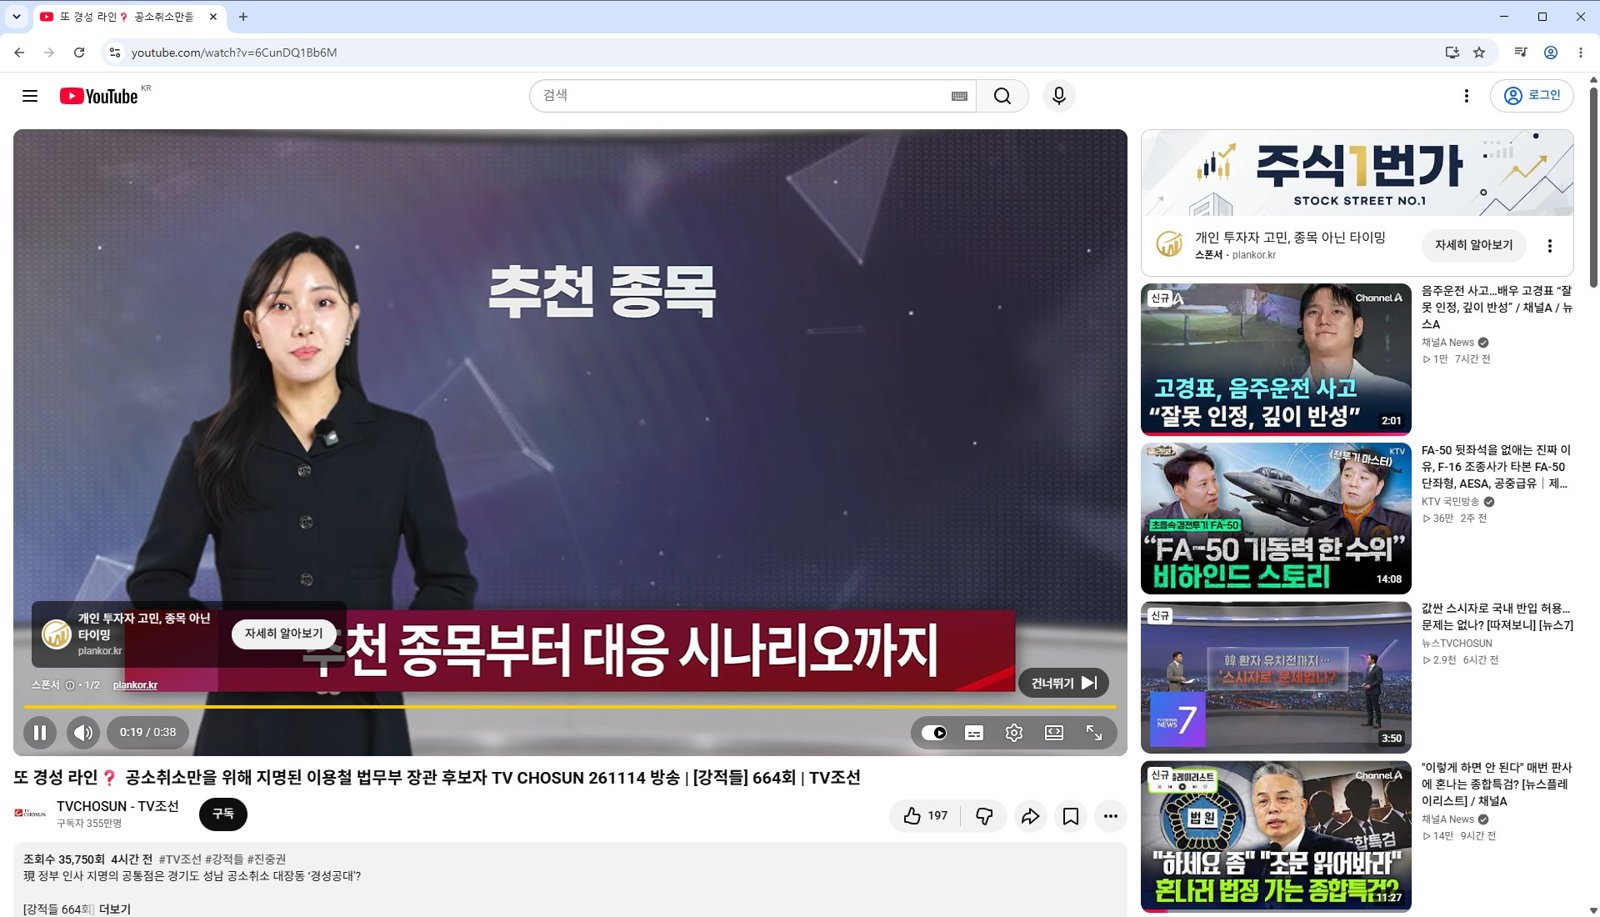 또 경성 라인❓ 공소취소만을
youtube.com/watch?v=6CunDQ1Bb6M
YouTube KR
검색
로그인
추천 종목
추천 종목부터 대응 시나리오까지
개인 투자자 고민, 종목 아닌
타이밍
plankor.kr
자세히 알아보기
스폰서 · 1/2 plankor.kr
건너뛰기
0:19 / 0:38
또 경성 라인❓ 공소취소만을 위해 지명된 이용철 법무부 장관 후보자 TV CHOSUN 261114 방송 | [강적들] 664회 | TV조선
TVCHOSUN - TV조선
구독자 355만명
구독
197
조회수 35,750회 4시간 전 #TV조선 #강적들 #진중권
現 정부 인사 지명의 공통점은 경기도 성남 공소취소 대장동 ‘경성공대’?
[강적들 664회] 더보기
주식1번가
STOCK STREET NO.1
개인 투자자 고민, 종목 아닌 타이밍
스폰서 · plankor.kr
자세히 알아보기
신규
Channel A
고경표, 음주운전 사고
“잘못 인정, 깊이 반성”
2:01
음주운전 사고…배우 고경표 “잘
못 인정, 깊이 반성” / 채널A / 뉴
스A
채널A News
1만 7시간 전
KTV
(전투기 마스터)
초음속 경전투기 FA-50
“FA-50 기동력 한 수위”
비하인드 스토리
14:08
FA-50 뒷좌석을 없애는 진짜 이
유, F-16 조종사가 타본 FA-50
단좌형, AESA, 공중급유｜제...
KTV 국민방송
36만 2주 전
신규
韓 환자 유치전까지…
‘스시자로’ 문제없나?
TV CHOSUN
NEWS 7
3:50
값싼 스시자로 국내 반입 허용…
문제는 없나? [따져보니] [뉴스7]
뉴스TVCHOSUN
2.9천 6시간 전
신규
플레이리스트
Channel A
법원
종합특검
"하세요 좀" "조문 읽어봐라"
혼나러 법정 가는 종합특검?
11:27
"이렇게 하면 안 된다" 매번 판사
에 혼나는 종합특검? [뉴스플레
이리스트] / 채널A
채널A News
14만 9시간 전